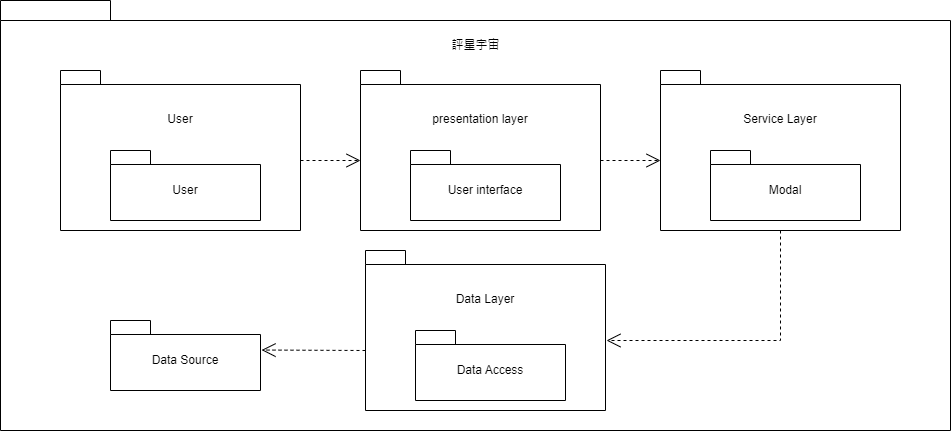 評星宇宙
User
User
presentation layer
User interface
Service Layer
Modal
Data Layer
Data Access
Data Source